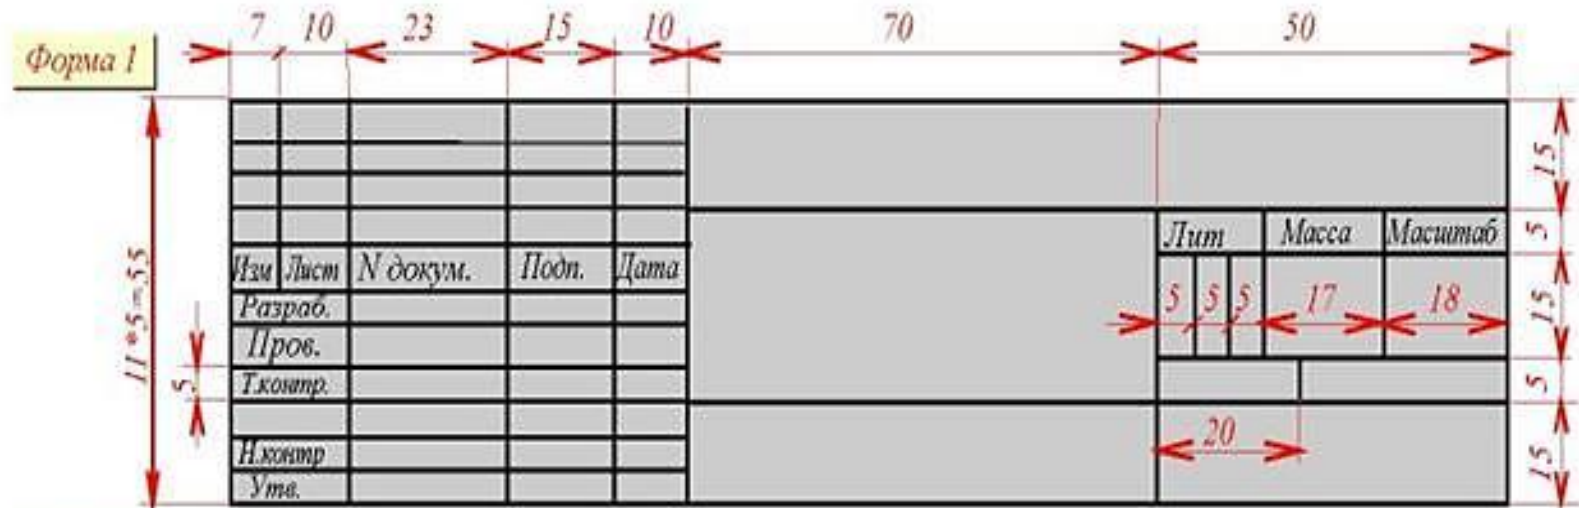 7 10 23 15 10 70 50
Форма 1
15
Лит Масса Масштаб 5
11*5=55
Изм Лист N докум. Подп. Дата
5 5 5 17 18 15
Разраб.
Пров.
5 Т.контр. 5
20
Н.контр 15
Утв.